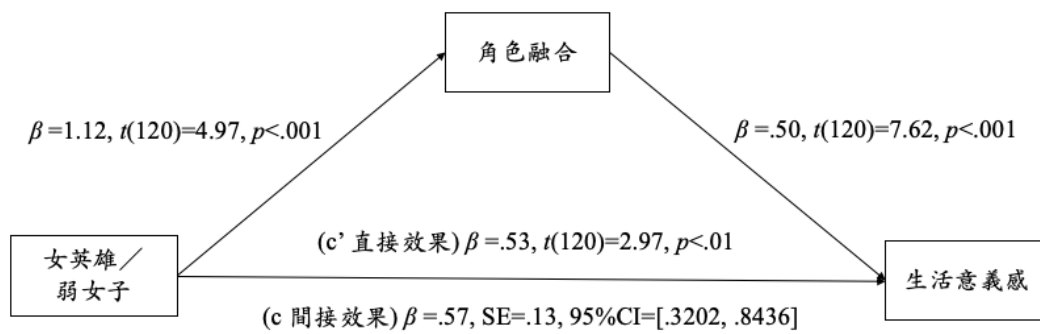 角色融合
β=1.12, t(120)=4.97, p<.001
β=.50, t(120)=7.62, p<.001
女英雄／
弱女子
(c’ 直接效果) β=.53, t(120)=2.97, p<.01
生活意義感
(c 間接效果) β=.57, SE=.13, 95%CI=[.3202, .8436]